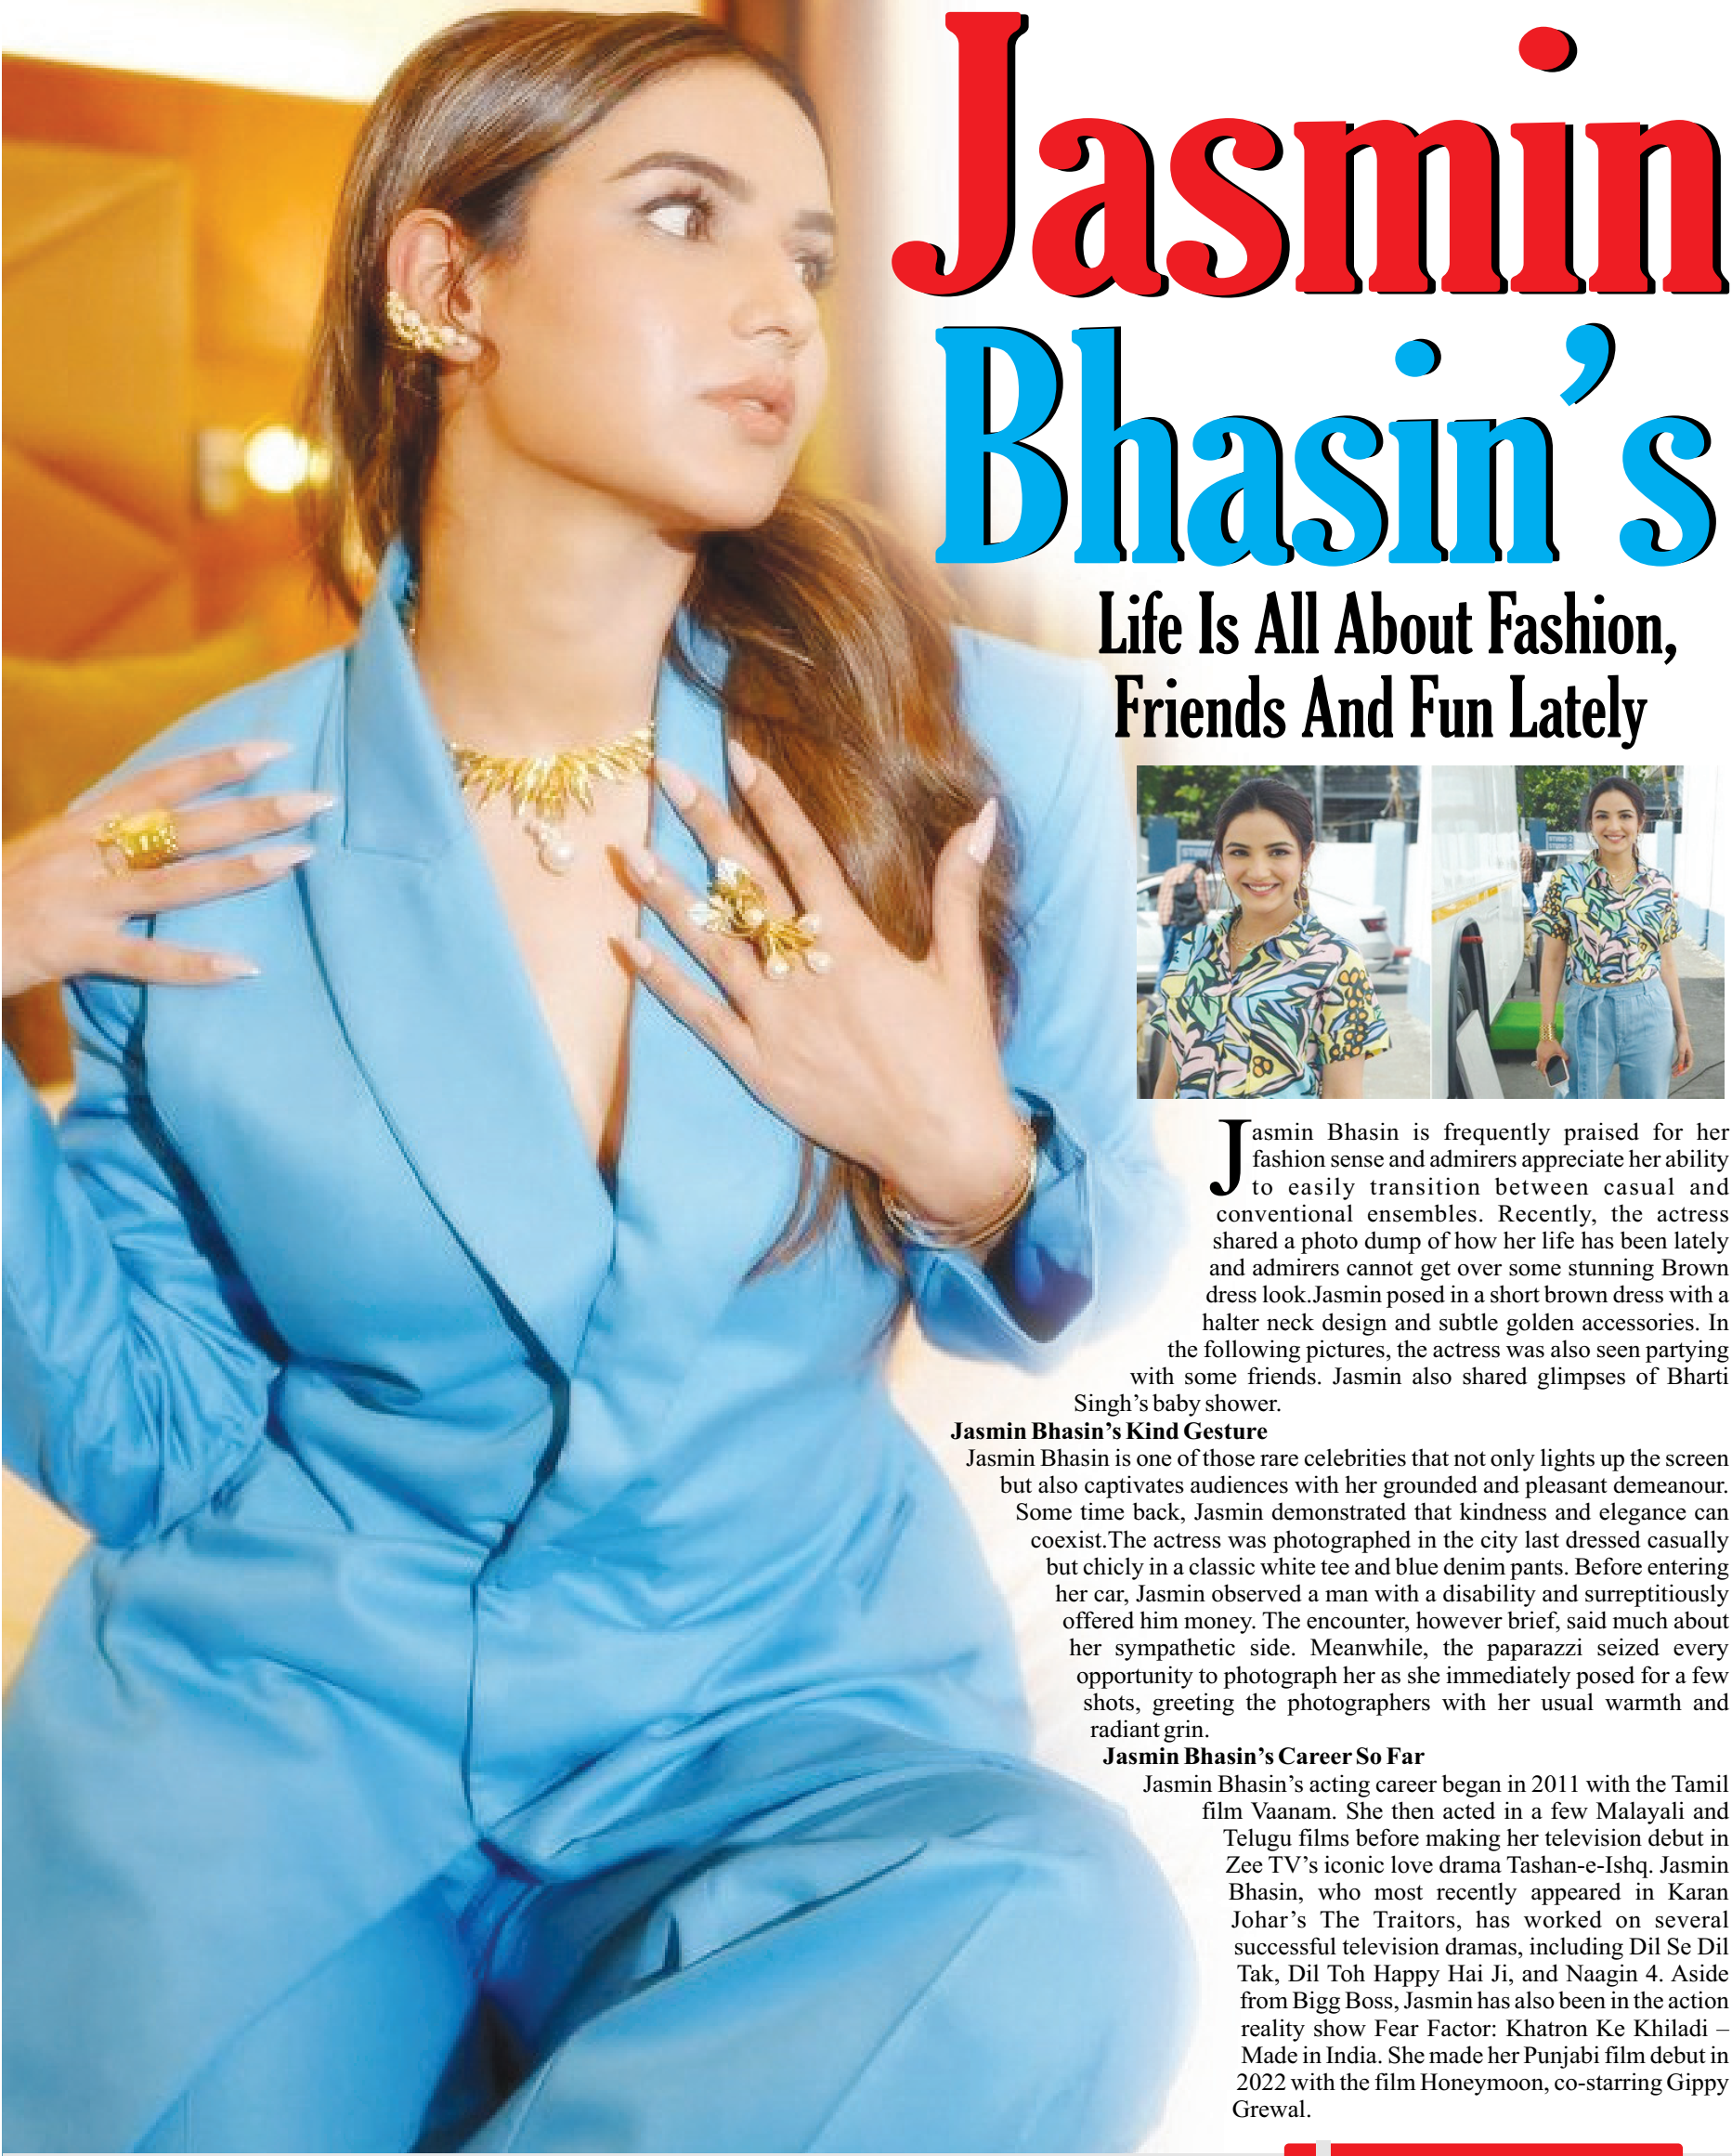 Jasmin
Bhasin’s
Life Is All About Fashion,
Friends And Fun Lately
Jasmin Bhasin is frequently praised for her
fashion sense and admirers appreciate her ability
to easily transition between casual and
conventional ensembles. Recently, the actress
shared a photo dump of how her life has been lately
and admirers cannot get over some stunning Brown
dress look.Jasmin posed in a short brown dress with a
halter neck design and subtle golden accessories. In
the following pictures, the actress was also seen partying
with some friends. Jasmin also shared glimpses of Bharti
Singh’s baby shower.
Jasmin Bhasin’s Kind Gesture
Jasmin Bhasin is one of those rare celebrities that not only lights up the screen
but also captivates audiences with her grounded and pleasant demeanour.
Some time back, Jasmin demonstrated that kindness and elegance can
coexist.The actress was photographed in the city last dressed casually
but chicly in a classic white tee and blue denim pants. Before entering
her car, Jasmin observed a man with a disability and surreptitiously
offered him money. The encounter, however brief, said much about
her sympathetic side. Meanwhile, the paparazzi seized every
opportunity to photograph her as she immediately posed for a few
shots, greeting the photographers with her usual warmth and
radiant grin.
Jasmin Bhasin’s Career So Far
Jasmin Bhasin’s acting career began in 2011 with the Tamil
film Vaanam. She then acted in a few Malayali and
Telugu films before making her television debut in
Zee TV’s iconic love drama Tashan-e-Ishq. Jasmin
Bhasin, who most recently appeared in Karan
Johar’s The Traitors, has worked on several
successful television dramas, including Dil Se Dil
Tak, Dil Toh Happy Hai Ji, and Naagin 4. Aside
from Bigg Boss, Jasmin has also been in the action
reality show Fear Factor: Khatron Ke Khiladi –
Made in India. She made her Punjabi film debut in
2022 with the film Honeymoon, co-starring Gippy
Grewal.